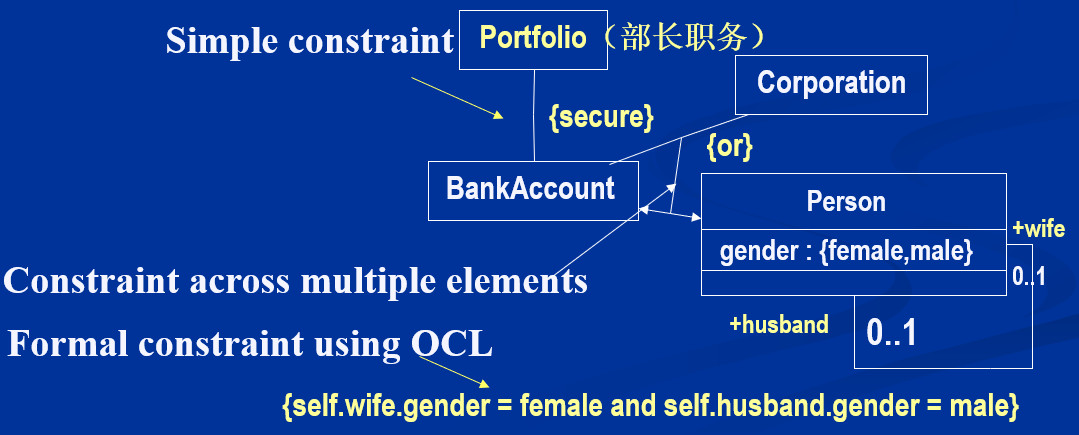 Simple constraint
Portfolio（部长职务）
Corporation
{secure}
{or}
BankAccount
Person
+wife
gender : {female,male}
Constraint across multiple elements
0..1
+husband
0..1
Formal constraint using OCL
{self.wife.gender = female and self.husband.gender = male}